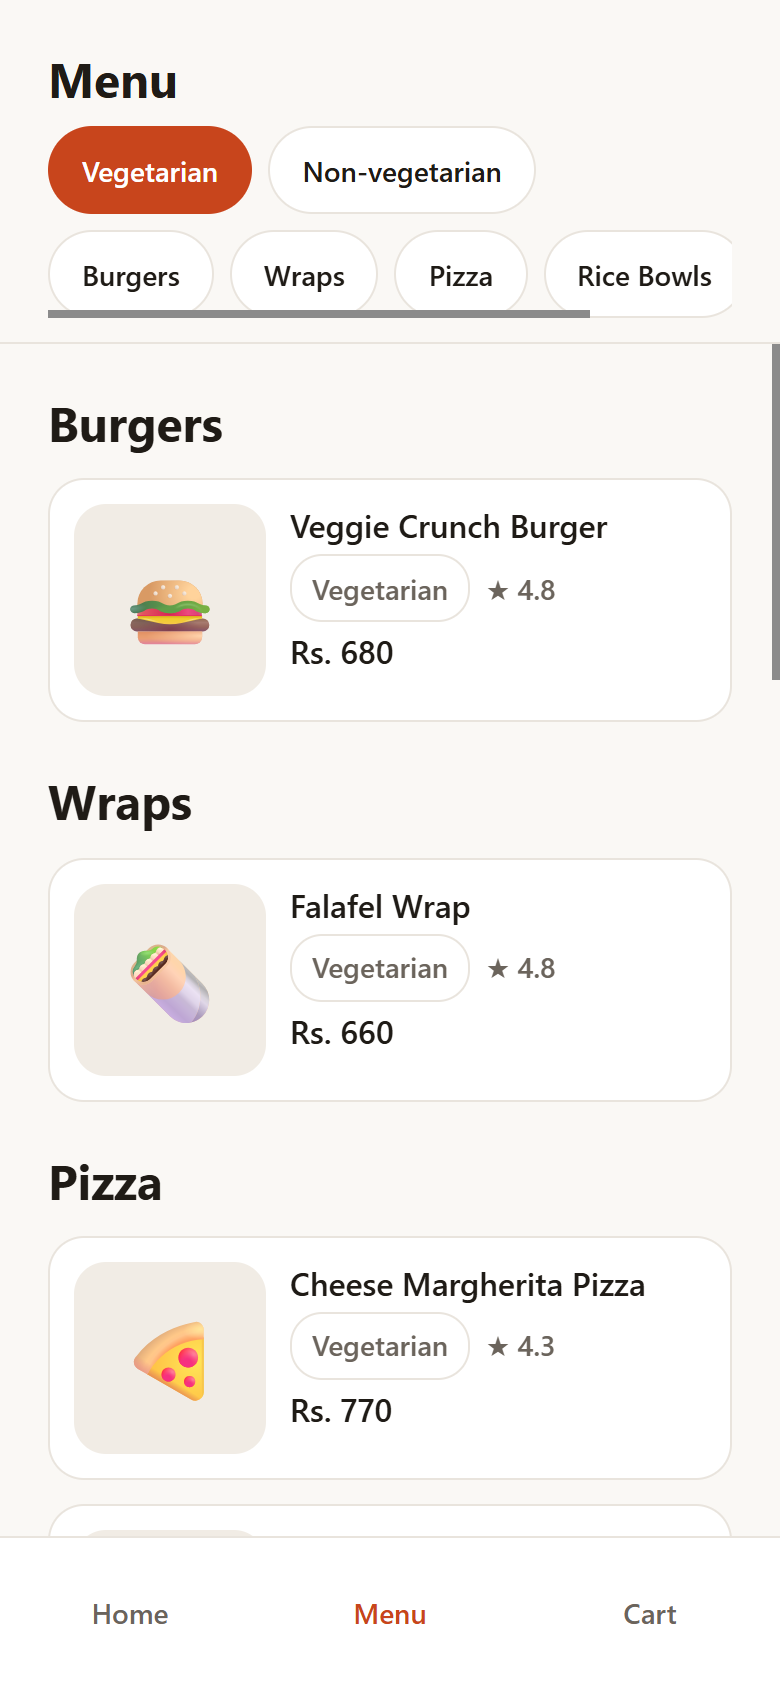 Menu
Vegetarian Non-vegetarian
Burgers Wraps Pizza Rice Bowls
Burgers
Veggie Crunch Burger
Vegetarian ★ 4.8
Rs. 680
Wraps
Falafel Wrap
Vegetarian ★ 4.8
Rs. 660
Pizza
Cheese Margherita Pizza
Vegetarian ★ 4.3
Rs. 770
Home Menu Cart